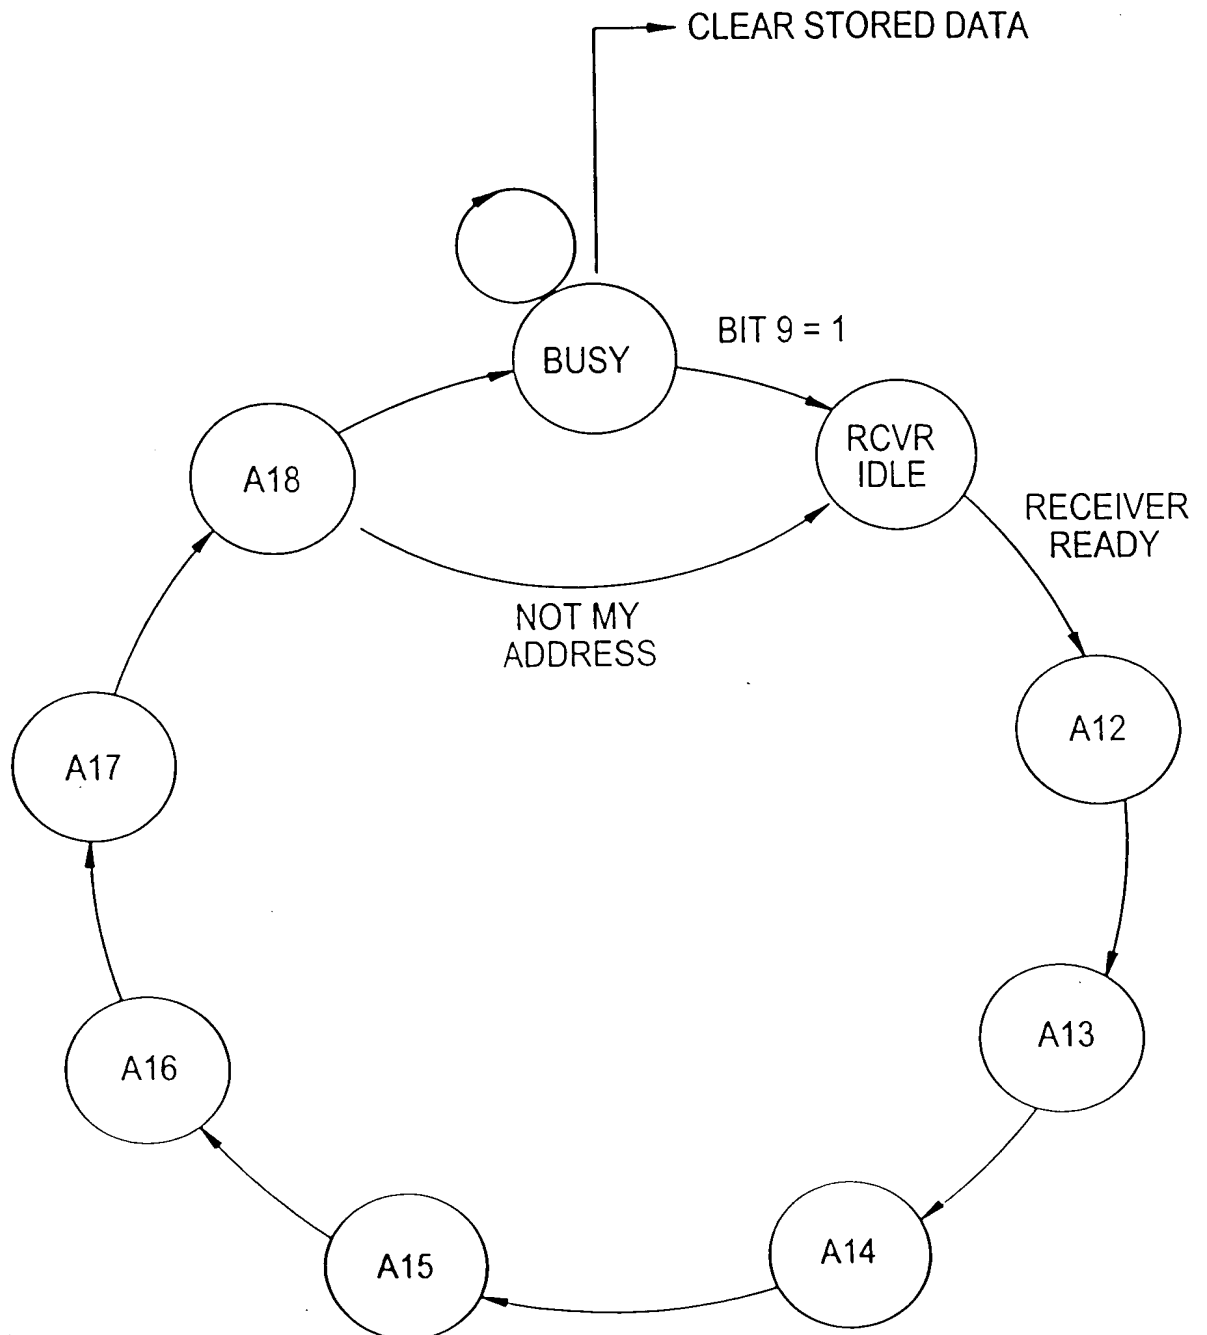 CLEAR STORED DATA
BIT 9 = 1
BUSY
RCVR
IDLE
A18
RECEIVER
READY
NOT MY
ADDRESS
A12
A17
A13
A16
A14
A15